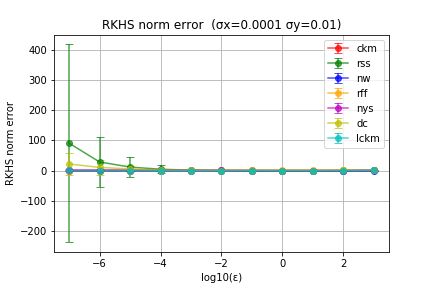 RKHS norm error (σx=0.0001 σy=0.01)
RKHS norm error
400
300
200
100
0
−100
−200
ckm
rss
nw
rff
nys
dc
lckm
−6
−4
−2
0
2
log10(ε)